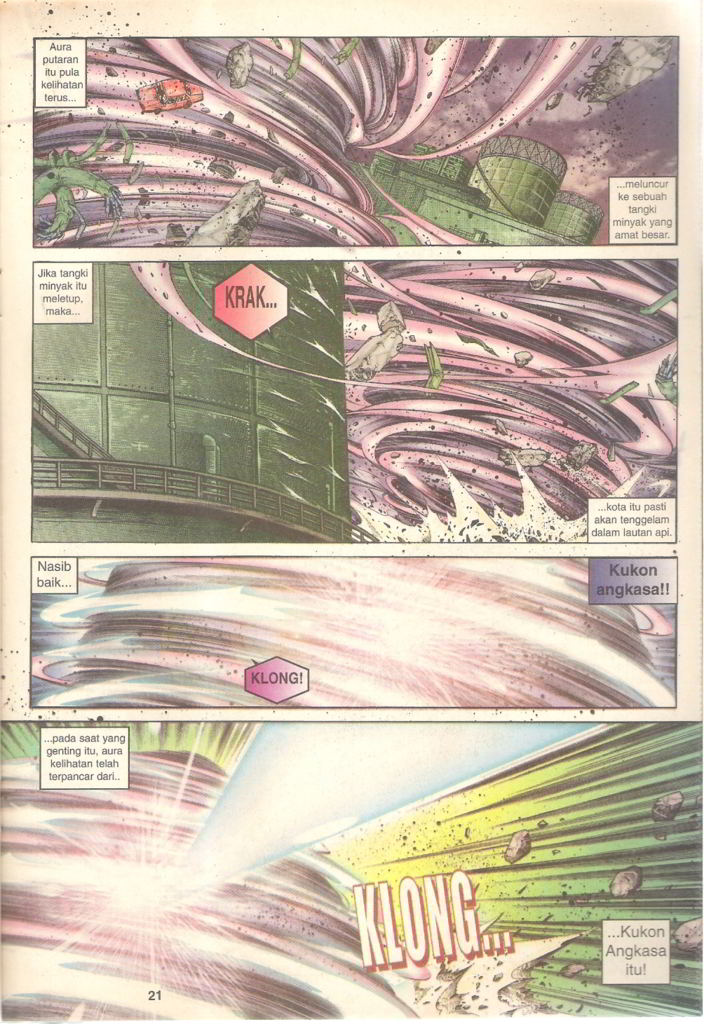 Aura
putaran
itu pula
kelihatan
terus...
...meluncur
ke sebuah
tangki
minyak yang
amat besar.
Jika tangki
minyak itu
meletup,
maka...
KRAK...
...kota itu pasti
akan tenggelam
dalam lautan api.
Nasib
baik...
Kukon
angkasa!!
KLONG!
...pada saat yang
genting itu, aura
kelihatan telah
terpancar dari..
KLONG...
...Kukon
Angkasa
itu!
21